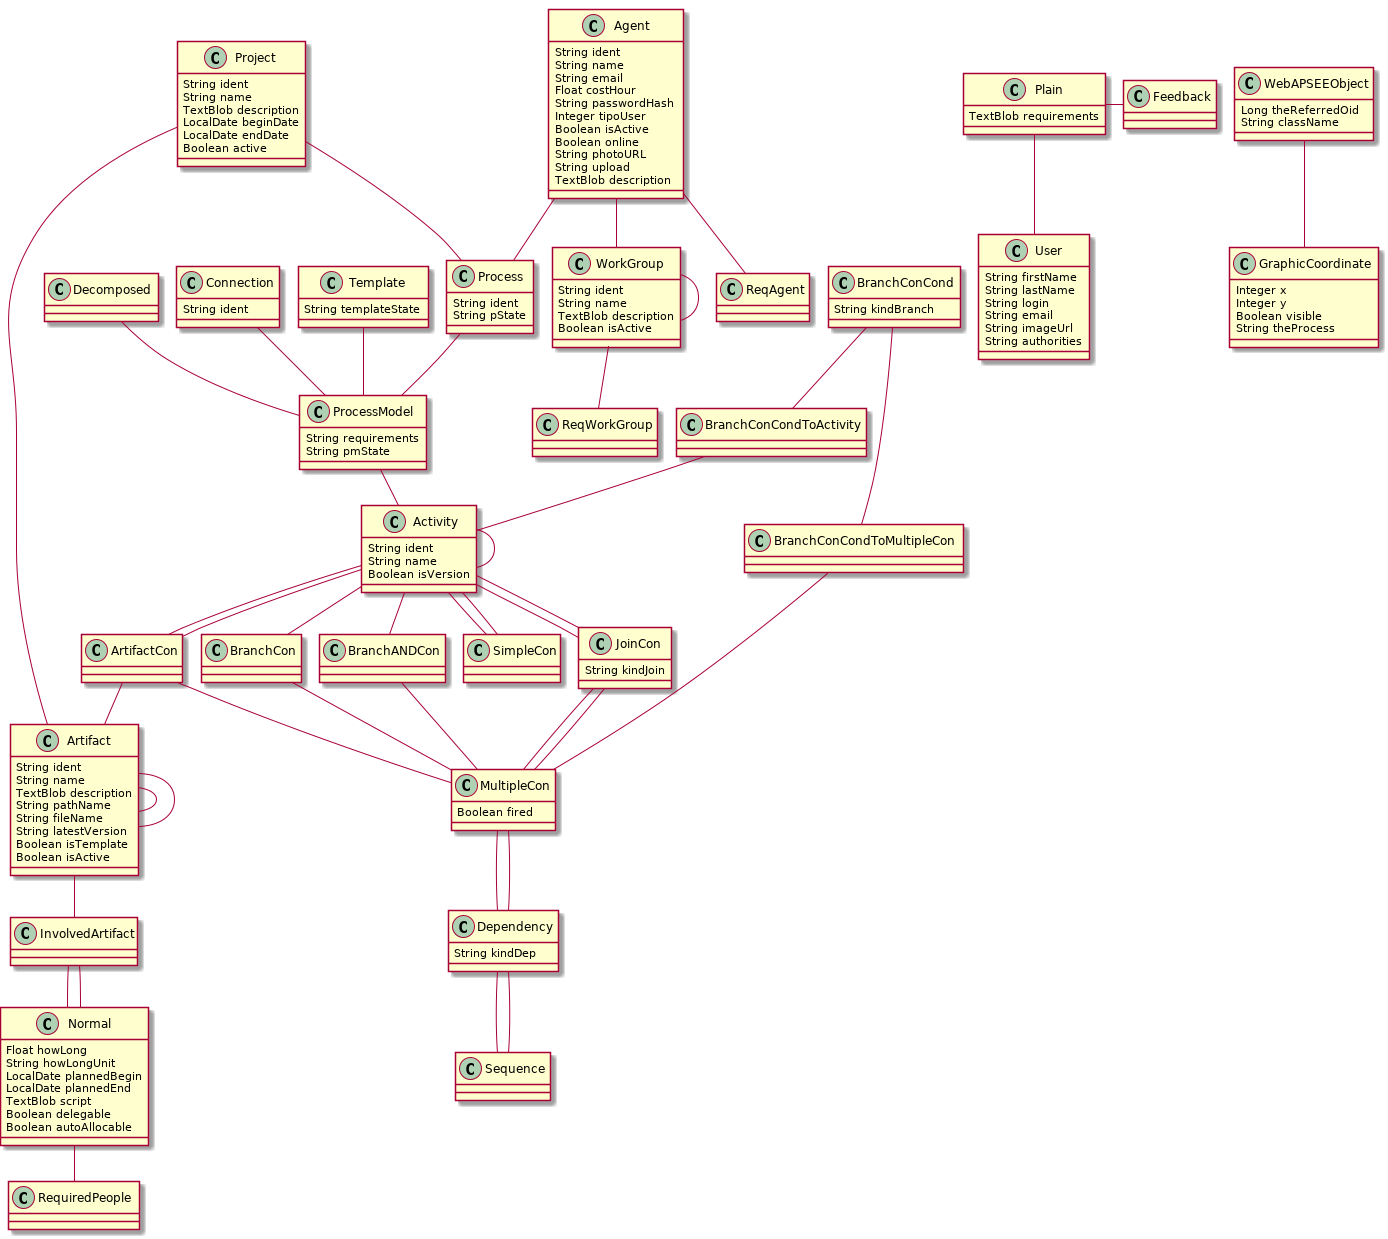 C Agent
String ident
String name
String email
Float costHour
String passwordHash
Integer tipoUser
Boolean isActive
Boolean online
String photoURL
String upload
TextBlob description
C Project
String ident
String name
TextBlob description
LocalDate beginDate
LocalDate endDate
Boolean active
C Plain
TextBlob requirements
C Feedback
C WebAPSEEObject
Long theReferredOid
String className
C Decomposed
C Connection
String ident
C Template
String templateState
C Process
String ident
String pState
C WorkGroup
String ident
String name
TextBlob description
Boolean isActive
C ReqAgent
C BranchConCond
String kindBranch
C User
String firstName
String lastName
String login
String email
String imageUrl
String authorities
C GraphicCoordinate
Integer x
Integer y
Boolean visible
String theProcess
C ProcessModel
String requirements
String pmState
C ReqWorkGroup
C BranchConCondToActivity
C Activity
String ident
String name
Boolean isVersion
C BranchConCondToMultipleCon
C ArtifactCon
C BranchCon
C BranchANDCon
C SimpleCon
C JoinCon
String kindJoin
C Artifact
String ident
String name
TextBlob description
String pathName
String fileName
String latestVersion
Boolean isTemplate
Boolean isActive
C MultipleCon
Boolean fired
C InvolvedArtifact
C Dependency
String kindDep
C Normal
Float howLong
String howLongUnit
LocalDate plannedBegin
LocalDate plannedEnd
TextBlob script
Boolean delegable
Boolean autoAllocable
C Sequence
C RequiredPeople